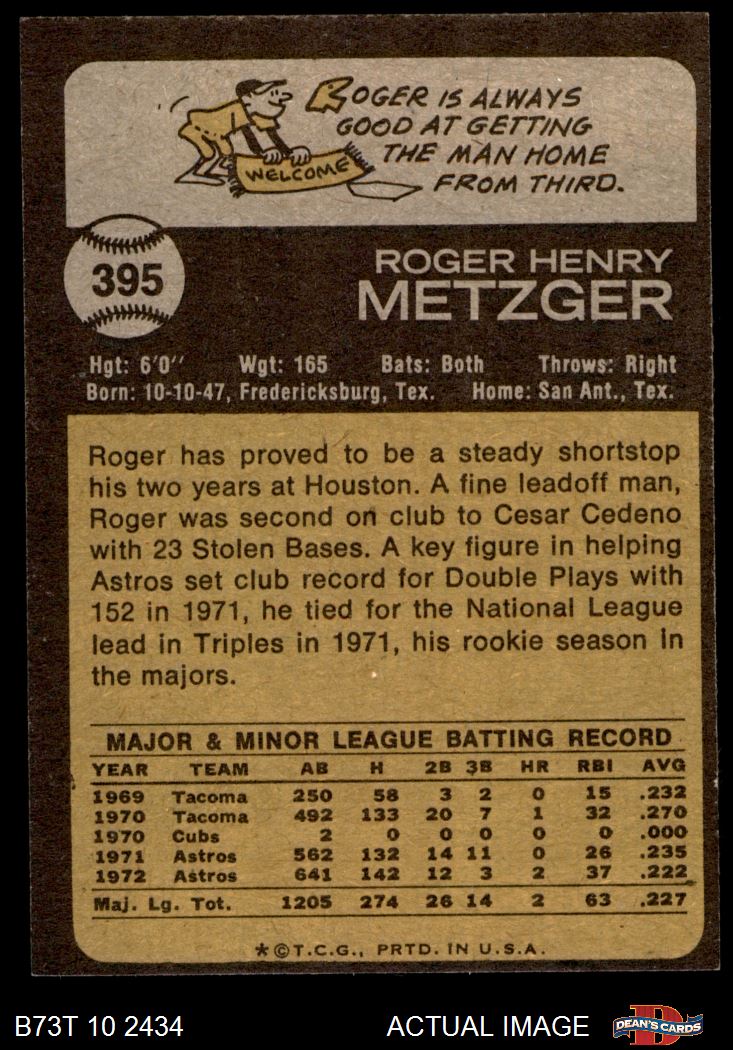 ROGER IS ALWAYS
GOOD AT GETTING
THE MAN HOME
FROM THIRD.
WELCOME
395
ROGER HENRY
METZGER
Hgt: 6'0" Wgt: 165 Bats: Both Throws: Right
Born: 10-10-47, Fredericksburg, Tex. Home: San Ant., Tex.
Roger has proved to be a steady shortstop
his two years at Houston. A fine leadoff man,
Roger was second on club to Cesar Cedeno
with 23 Stolen Bases. A key figure in helping
Astros set club record for Double Plays with
152 in 1971, he tied for the National League
lead in Triples in 1971, his rookie season in
the majors.
MAJOR & MINOR LEAGUE BATTING RECORD
YEAR TEAM AB H 2B 3B HR RBI AVG
1969 Tacoma 250 58 3 2 0 15 .232
1970 Tacoma 492 133 20 7 1 32 .270
1970 Cubs 2 0 0 0 0 0 .000
1971 Astros 562 132 14 11 0 26 .235
1972 Astros 641 142 12 3 2 37 .222
Maj. Lg. Tot. 1205 274 26 14 2 63 .227
*©T.C.G., PRTD. IN U.S.A.
B73T 10 2434 ACTUAL IMAGE D DEAN'S CARDS